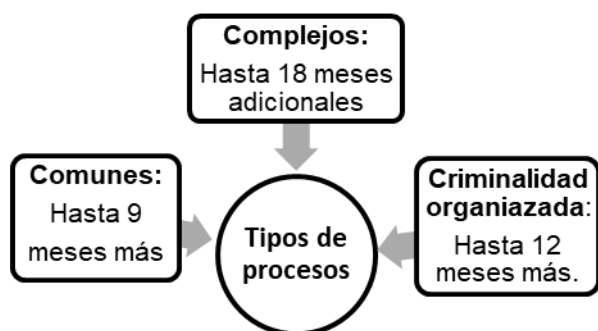 Complejos:
Hasta 18 meses
adicionales
Comunes:
Hasta 9
meses más
Tipos de
procesos
Criminalidad
organiazada:
Hasta 12
meses más.